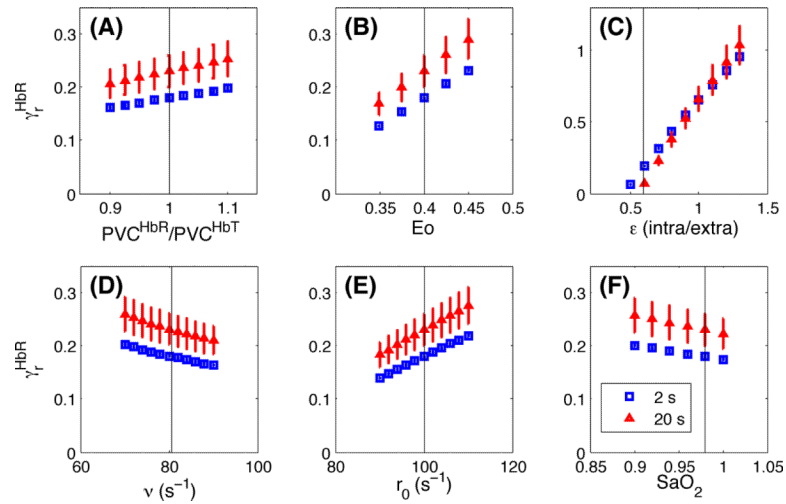 (A)
0.3
0.2
0.1
0
γr^HbR
0.9
1
1.1
PVC^HbR/PVC^HbT
(B)
0.3
0.2
0.1
0
0.35
0.4
0.45
0.5
Eo
(C)
1
0.5
0
0.5
1
1.5
ε (intra/extra)
(D)
0.3
0.2
0.1
0
γr^HbR
60
80
100
ν (s⁻¹)
(E)
0.3
0.2
0.1
0
80
100
120
r₀ (s⁻¹)
(F)
0.3
0.2
0.1
0
2 s
20 s
0.85
0.9
0.95
1
1.05
SaO₂